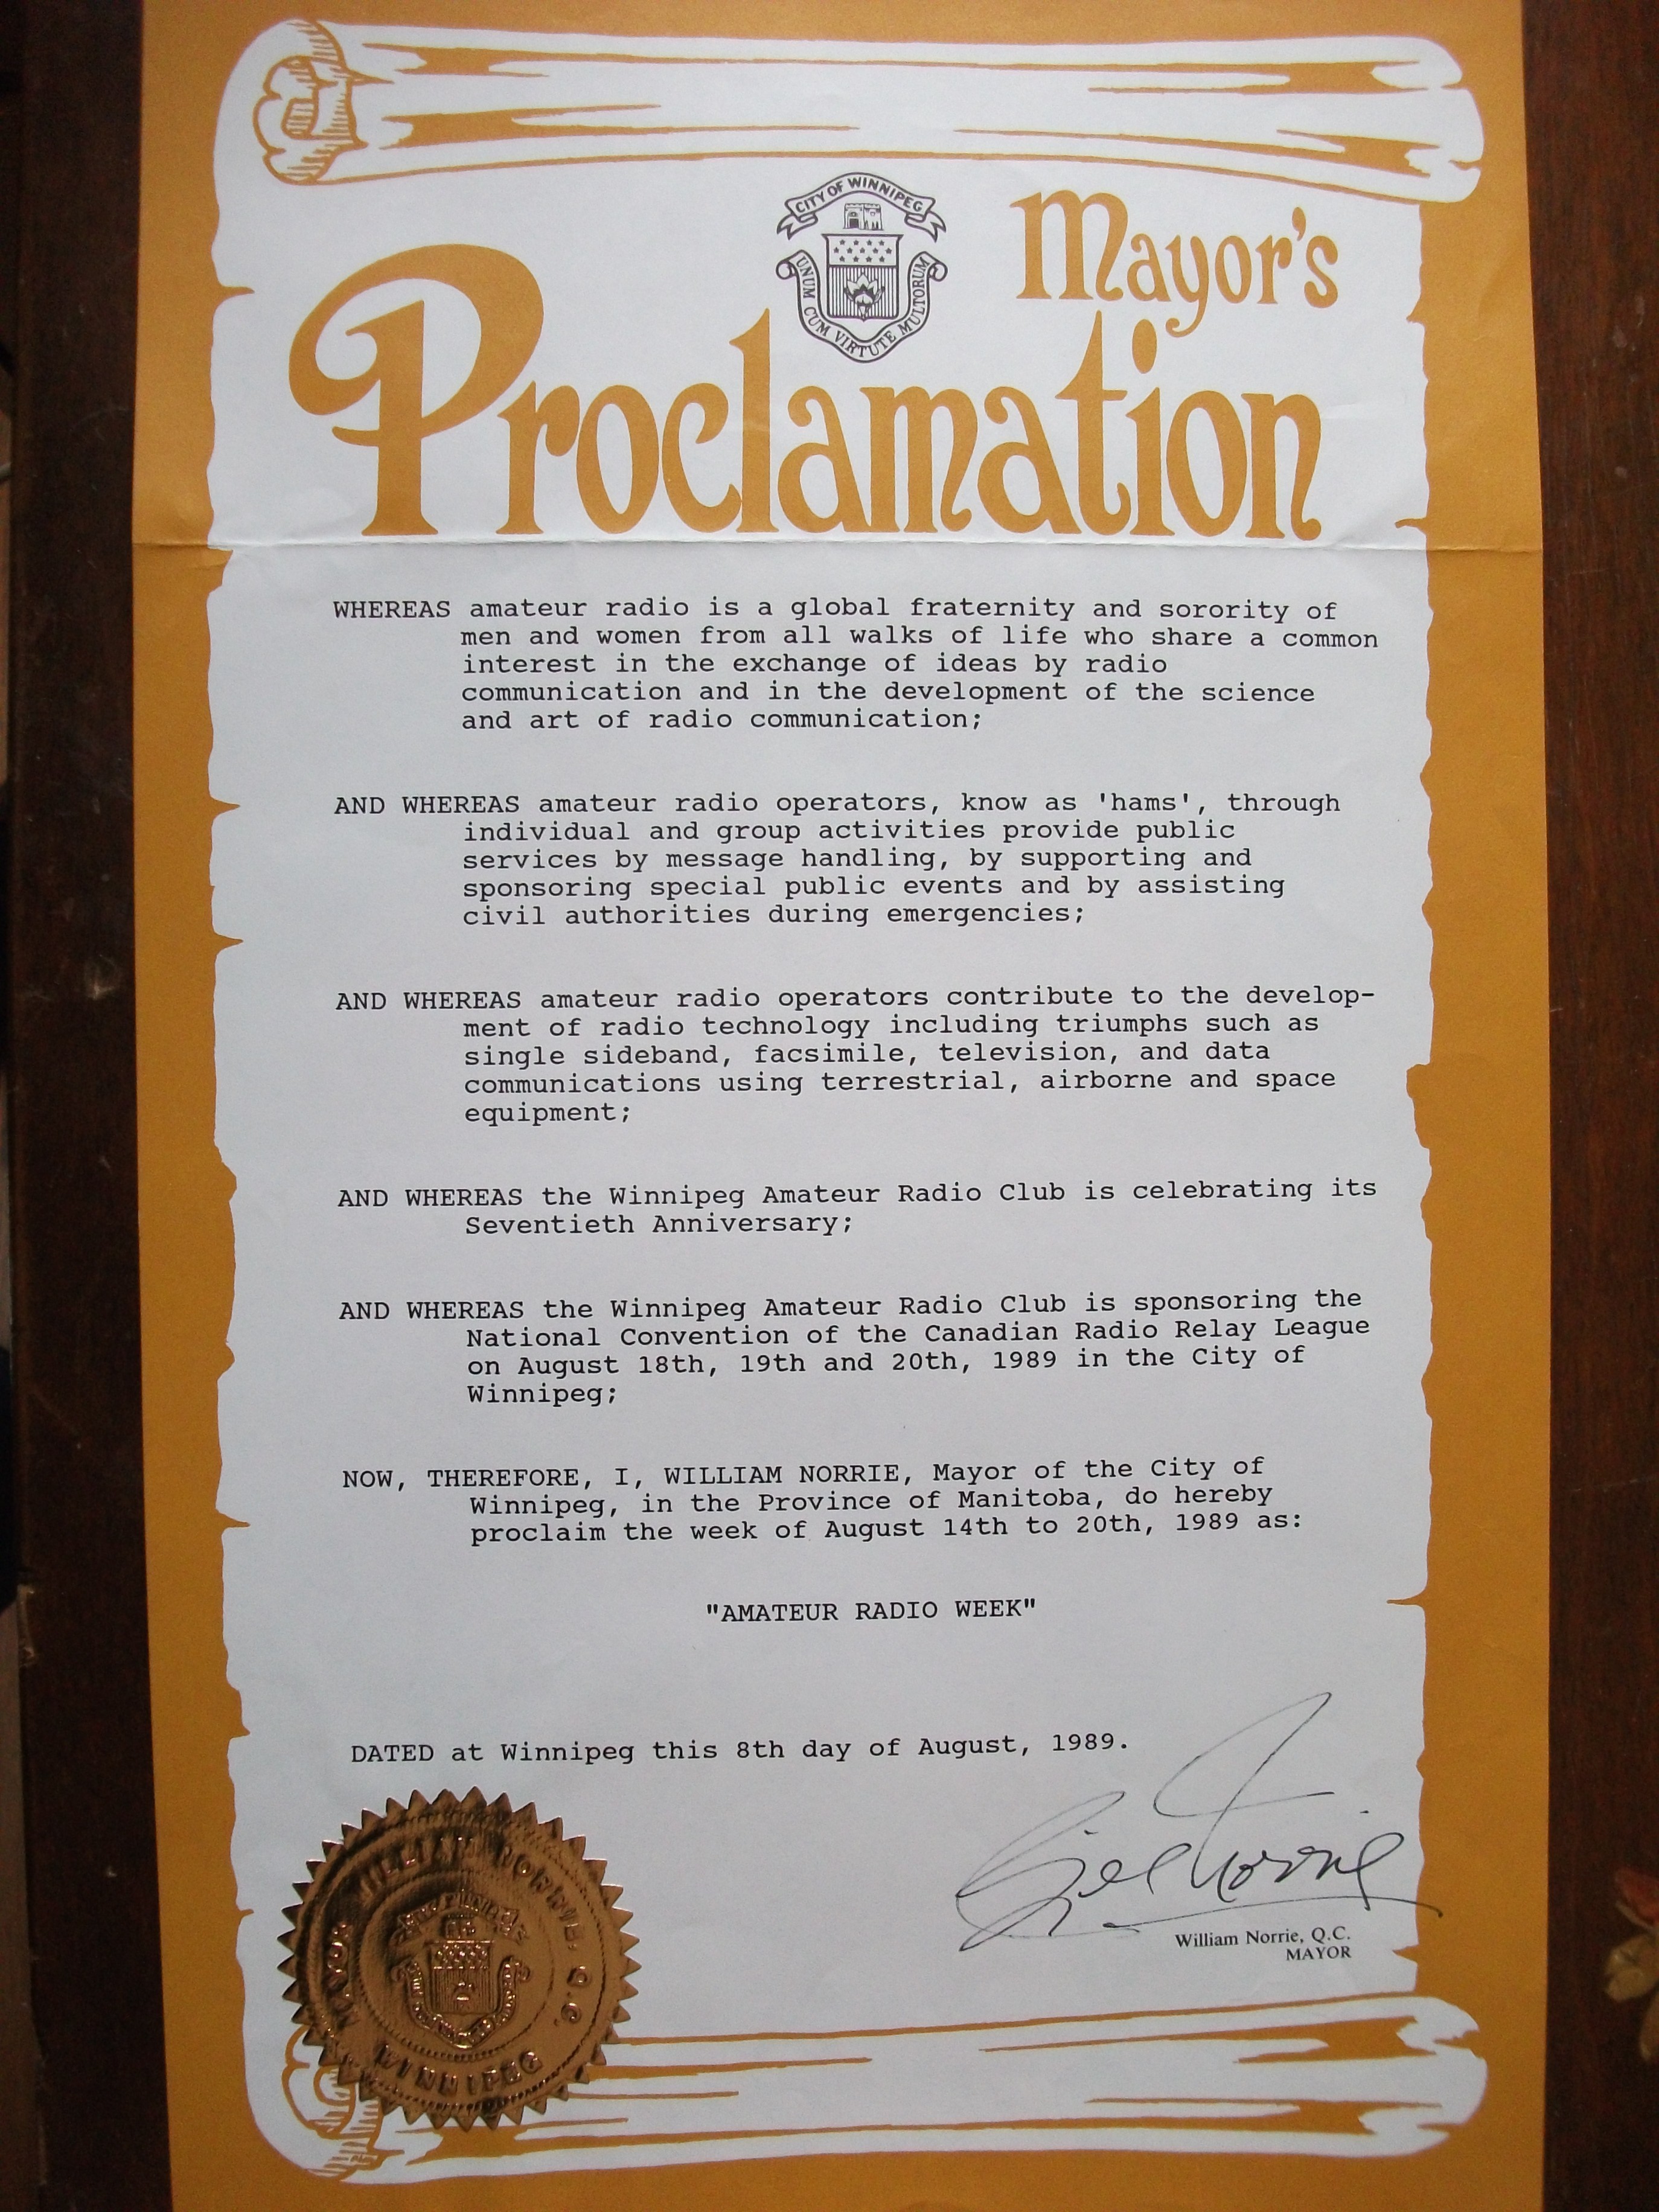 CITY OF WINNIPEG
UNUM CUM VIRTUTE MULTORUM
Mayor's
Proclamation
WHEREAS amateur radio is a global fraternity and sorority of
men and women from all walks of life who share a common
interest in the exchange of ideas by radio
communication and in the development of the science
and art of radio communication;
AND WHEREAS amateur radio operators, know as 'hams', through
individual and group activities provide public
services by message handling, by supporting and
sponsoring special public events and by assisting
civil authorities during emergencies;
AND WHEREAS amateur radio operators contribute to the develop-
ment of radio technology including triumphs such as
single sideband, facsimile, television, and data
communications using terrestrial, airborne and space
equipment;
AND WHEREAS the Winnipeg Amateur Radio Club is celebrating its
Seventieth Anniversary;
AND WHEREAS the Winnipeg Amateur Radio Club is sponsoring the
National Convention of the Canadian Radio Relay League
on August 18th, 19th and 20th, 1989 in the City of
Winnipeg;
NOW, THEREFORE, I, WILLIAM NORRIE, Mayor of the City of
Winnipeg, in the Province of Manitoba, do hereby
proclaim the week of August 14th to 20th, 1989 as:
"AMATEUR RADIO WEEK"
DATED at Winnipeg this 8th day of August, 1989.
Bill Norrie
William Norrie, Q.C.
MAYOR
MAYOR WILLIAM NORRIE, Q.C.
WINNIPEG